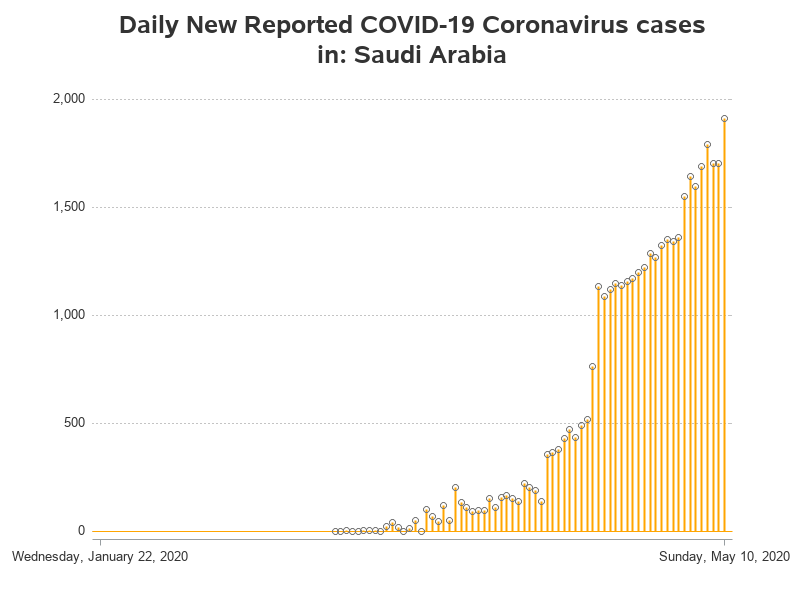 Daily New Reported COVID-19 Coronavirus cases
in: Saudi Arabia
2,000
1,500
1,000
500
0
Wednesday, January 22, 2020 Sunday, May 10, 2020